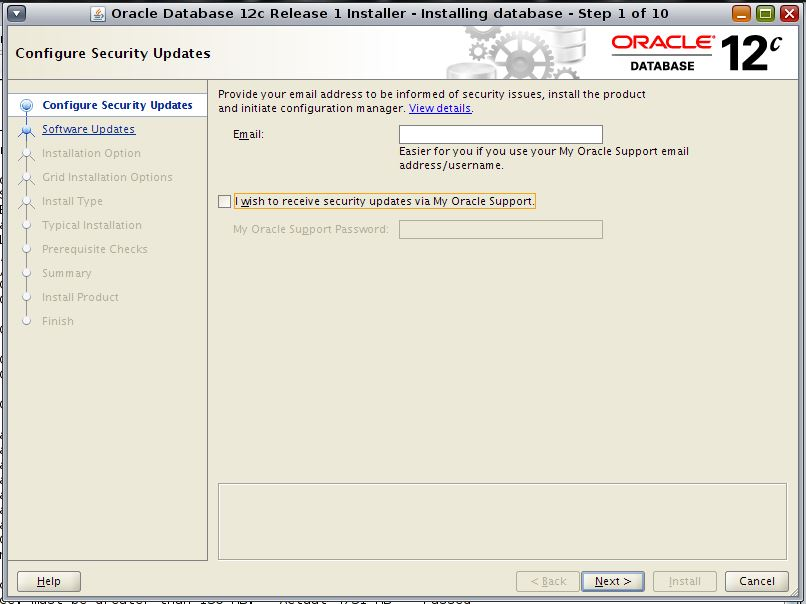 Oracle Database 12c Release 1 Installer - Installing database - Step 1 of 10
Configure Security Updates
ORACLE®
DATABASE
12c
Configure Security Updates
Software Updates
Installation Option
Grid Installation Options
Install Type
Typical Installation
Prerequisite Checks
Summary
Install Product
Finish
Provide your email address to be informed of security issues, install the product
and initiate configuration manager. View details.
Email:
Easier for you if you use your My Oracle Support email
address/username.
I wish to receive security updates via My Oracle Support.
My Oracle Support Password:
Help
< Back
Next >
Install
Cancel